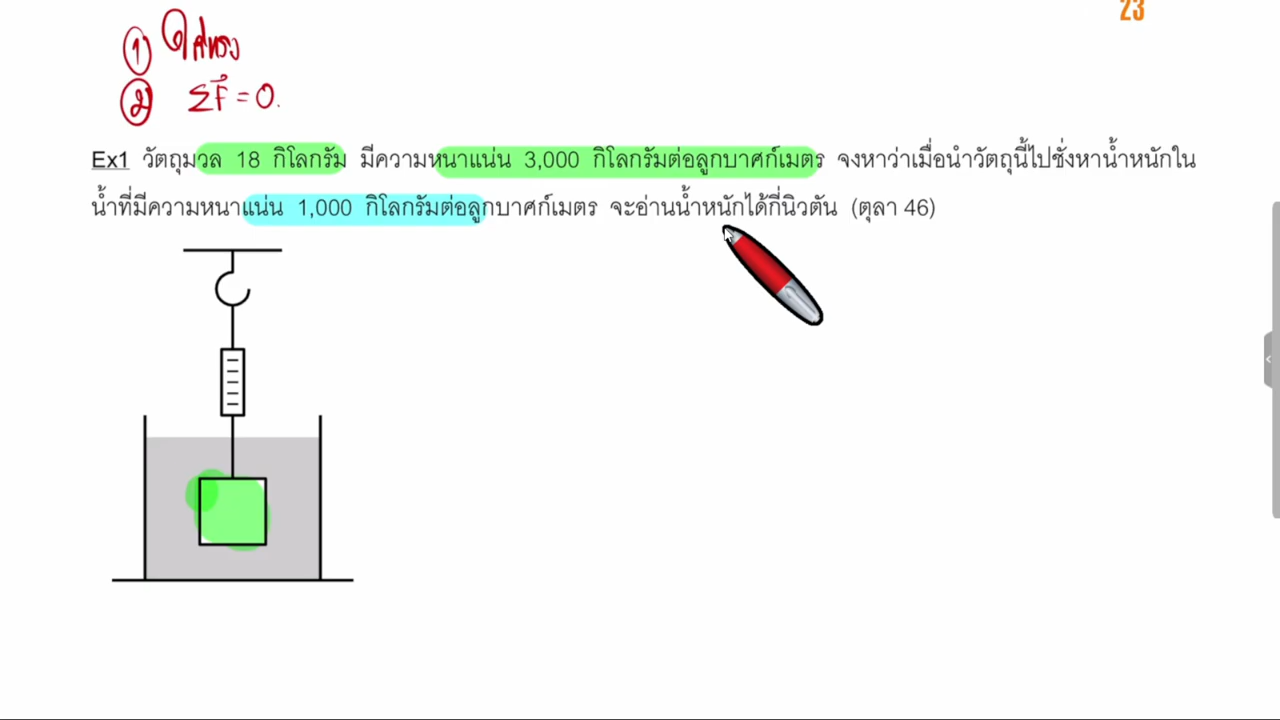 23
① ใส่แรง
② ΣF = 0.
Ex1 วัตถุมวล 18 กิโลกรัม มีความหนาแน่น 3,000 กิโลกรัมต่อลูกบาศก์เมตร จงหาว่าเมื่อนำวัตถุนี้ไปชั่งหาน้ำหนักใน
น้ำที่มีความหนาแน่น 1,000 กิโลกรัมต่อลูกบาศก์เมตร จะอ่านน้ำหนักได้กี่นิวตัน (ตุลา 46)